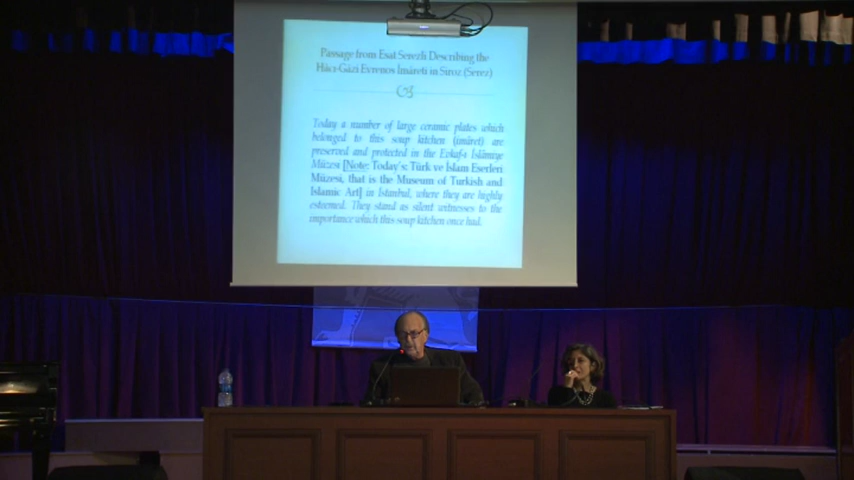 Passage from Esat Serezli Describing the
Hâcı-Gâzi Evrenos İmâreti in Siroz (Serez)
Today a number of large ceramic plates which
belonged to this soup kitchen (imâret) are
preserved and protected in the Evkaf-ı İslâmiye
Müzesi [Note: Today's: Türk ve İslam Eserleri
Müzesi, that is the Museum of Turkish and
Islamic Art] in Istanbul, where they are highly
esteemed. They stand as silent witnesses to the
importance which this soup kitchen once had.